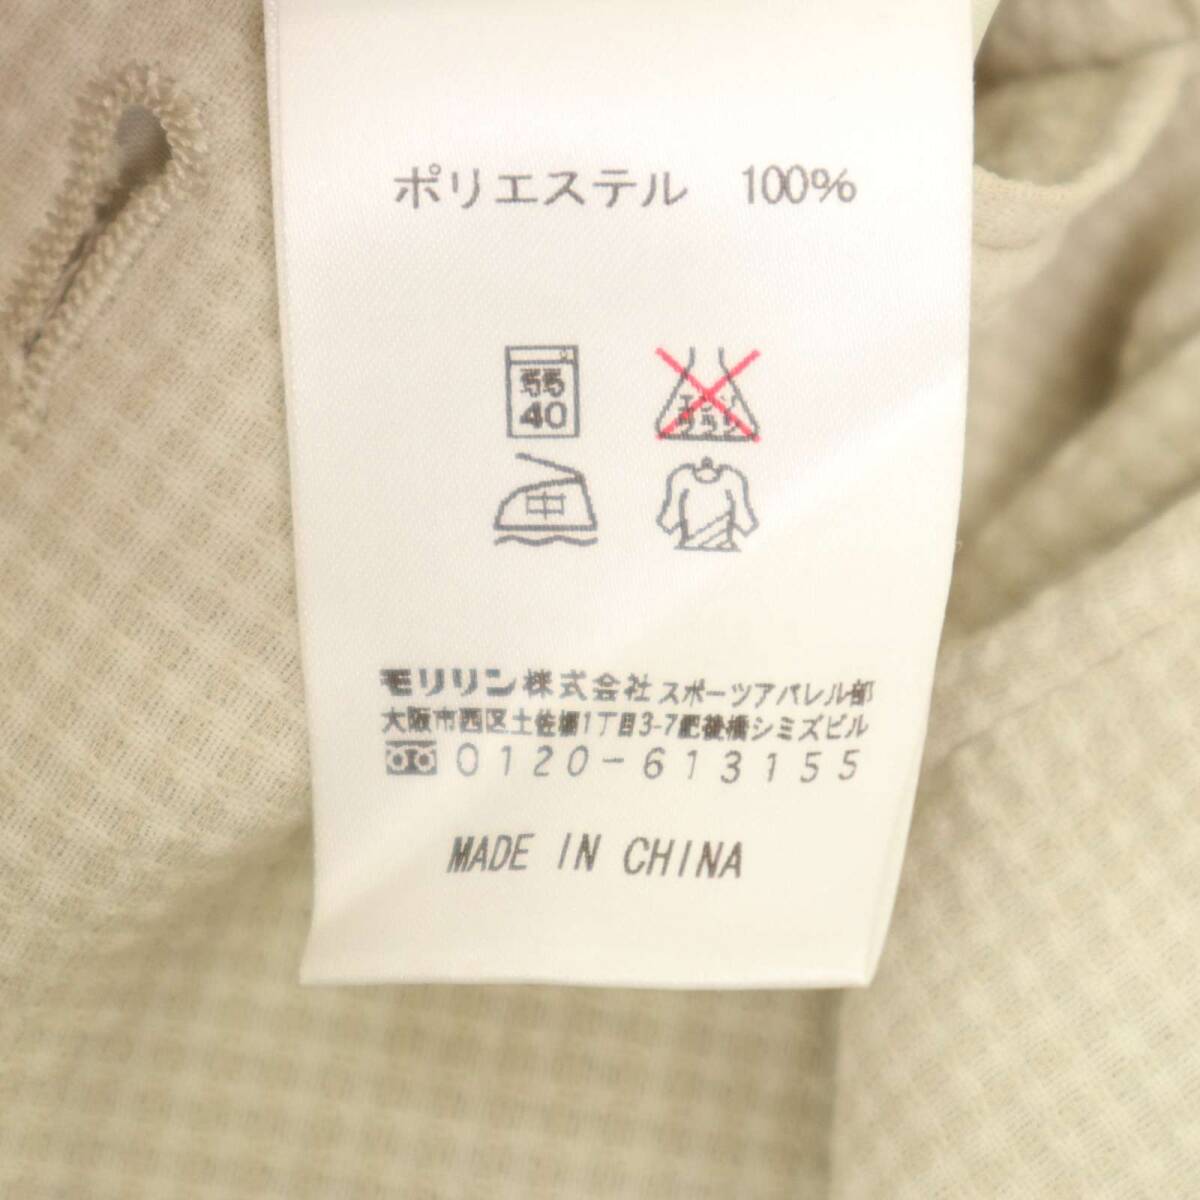 ポリエステル 100%
弱
40
エンソ
サラシ
中
モリリン株式会社 スポーツアパレル部
大阪市西区土佐堀1丁目3-7肥後橋シミズビル
0120-613155
MADE IN CHINA